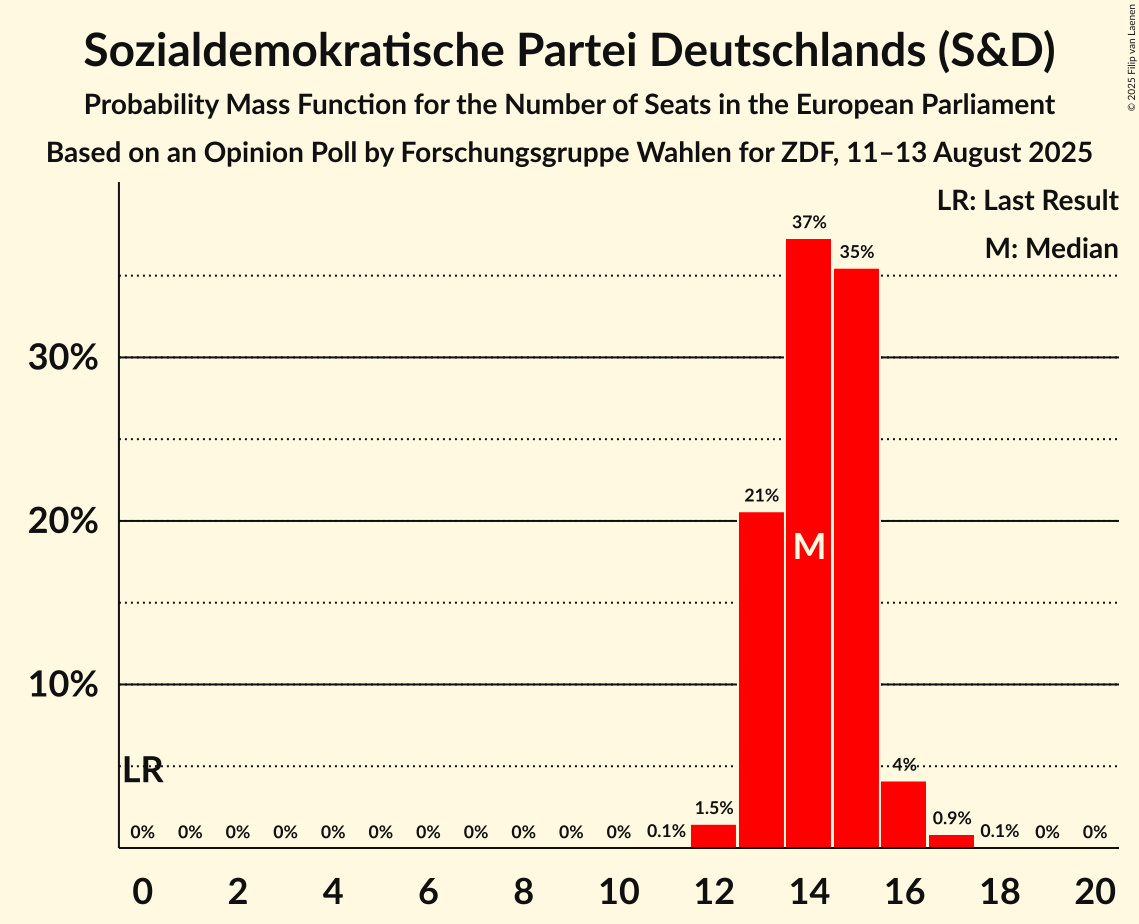 Sozialdemokratische Partei Deutschlands (S&D)
Probability Mass Function for the Number of Seats in the European Parliament
Based on an Opinion Poll by Forschungsgruppe Wahlen for ZDF, 11–13 August 2025
© 2025 Filip van Laenen
LR: Last Result
M: Median
37%
35%
30%
21%
20%
M
10%
LR
4%
1.5%
0.9%
0% 0% 0% 0% 0% 0% 0% 0% 0% 0% 0% 0.1% 0.1% 0% 0%
0 2 4 6 8 10 12 14 16 18 20